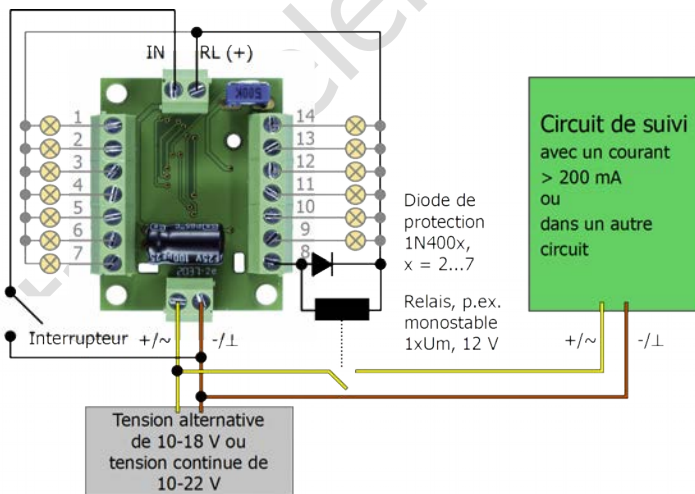 IN RL (+)
500K
1
2
3
4
5
6
7
14
13
12
11
10
9
8
Circuit de suivi
avec un courant
> 200 mA
ou
dans un autre
circuit
Diode de
protection
1N400x,
x = 2...7
Relais, p.ex.
monostable
1xUm, 12 V
Interrupteur
+/~
-/⊥
+/~
-/⊥
Tension alternative
de 10-18 V ou
tension continue de
10-22 V